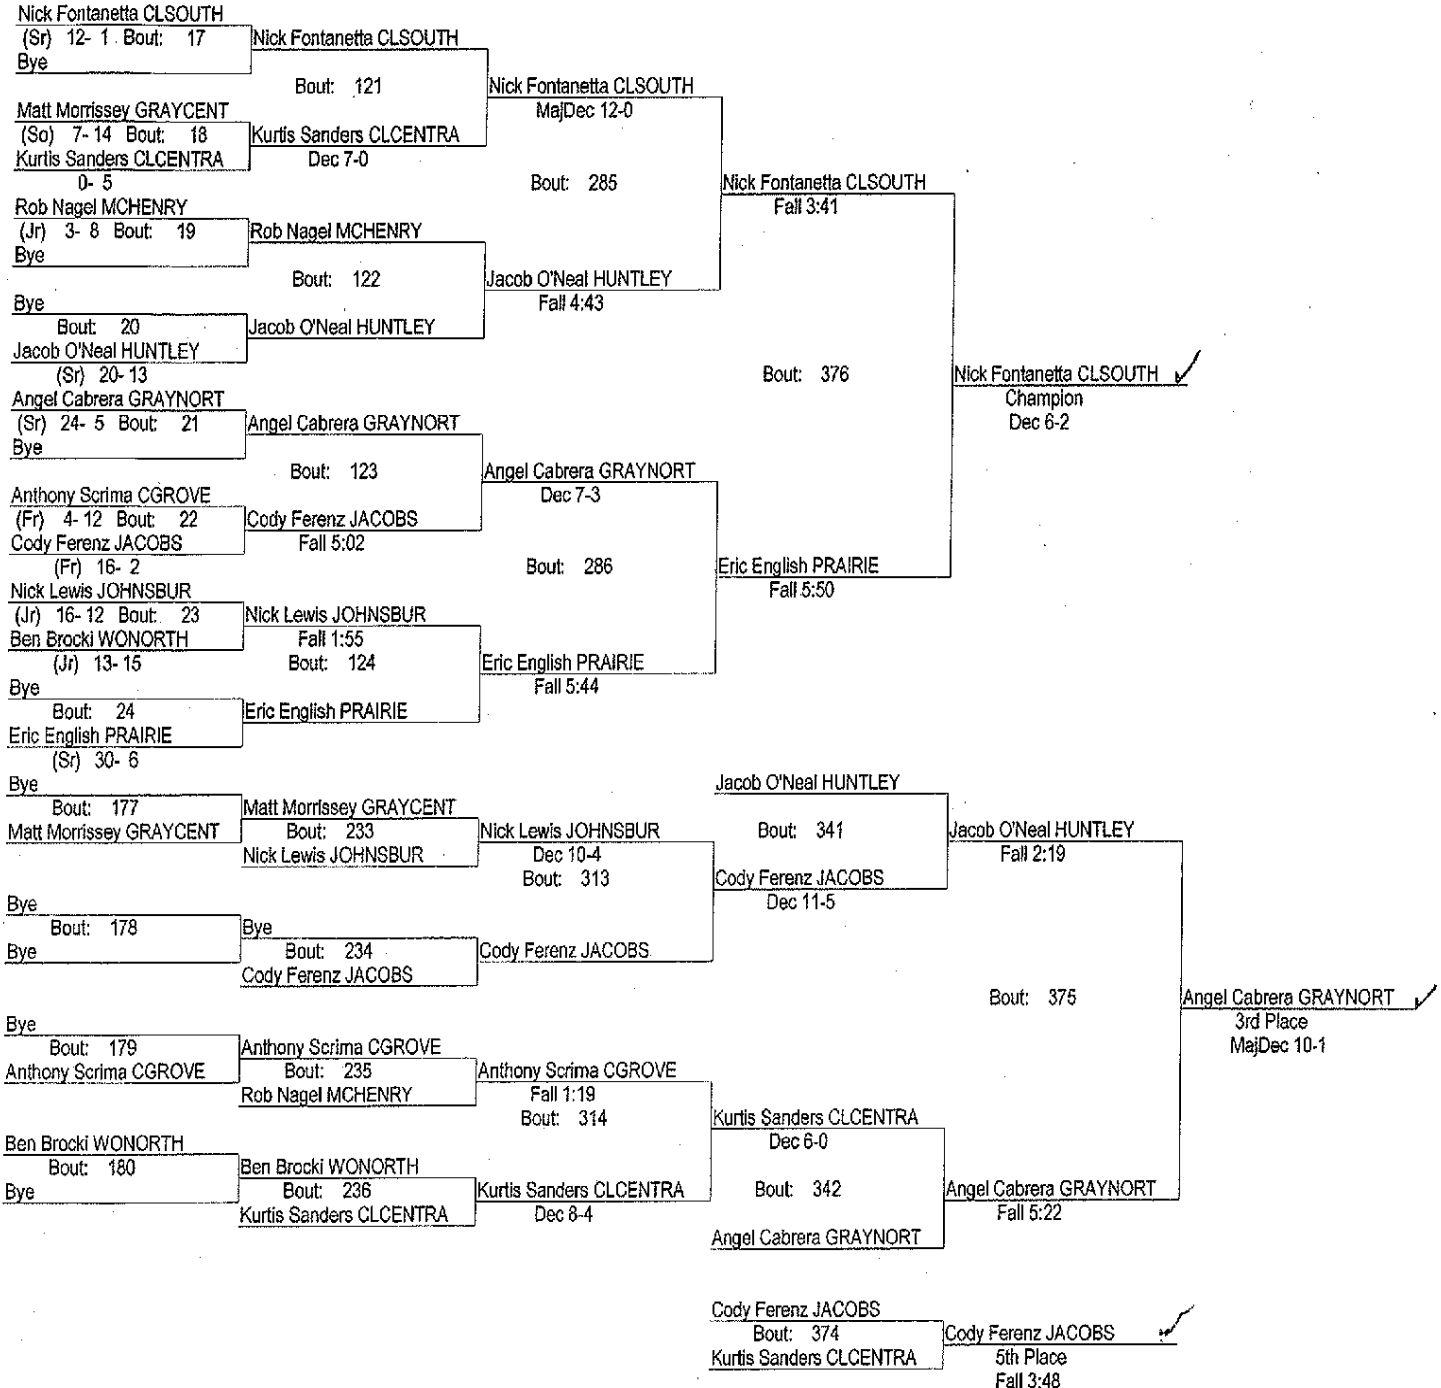 Nick Fontanetta CLSOUTH
(Sr) 12- 1 Bout: 17
Bye
Nick Fontanetta CLSOUTH
Bout: 121
Matt Morrissey GRAYCENT
(So) 7- 14 Bout: 18
Kurtis Sanders CLCENTRA
0- 5
Kurtis Sanders CLCENTRA
Dec 7-0
Nick Fontanetta CLSOUTH
MajDec 12-0
Bout: 285
Rob Nagel MCHENRY
(Jr) 3- 8 Bout: 19
Bye
Rob Nagel MCHENRY
Bout: 122
Bye
Bout: 20
Jacob O'Neal HUNTLEY
(Sr) 20- 13
Jacob O'Neal HUNTLEY
Jacob O'Neal HUNTLEY
Fall 4:43
Nick Fontanetta CLSOUTH
Fall 3:41
Bout: 376
Angel Cabrera GRAYNORT
(Sr) 24- 5 Bout: 21
Bye
Angel Cabrera GRAYNORT
Bout: 123
Anthony Scrima CGROVE
(Fr) 4- 12 Bout: 22
Cody Ferenz JACOBS
(Fr) 16- 2
Cody Ferenz JACOBS
Fall 5:02
Angel Cabrera GRAYNORT
Dec 7-3
Bout: 286
Nick Lewis JOHNSBUR
(Jr) 16- 12 Bout: 23
Ben Brocki WONORTH
(Jr) 13- 15
Nick Lewis JOHNSBUR
Fall 1:55
Bout: 124
Bye
Bout: 24
Eric English PRAIRIE
(Sr) 30- 6
Eric English PRAIRIE
Eric English PRAIRIE
Fall 5:44
Eric English PRAIRIE
Fall 5:50
Nick Fontanetta CLSOUTH
Champion
Dec 6-2
Bye
Bout: 177
Matt Morrissey GRAYCENT
Matt Morrissey GRAYCENT
Bout: 233
Nick Lewis JOHNSBUR
Nick Lewis JOHNSBUR
Dec 10-4
Bout: 313
Bye
Bout: 178
Bye
Bye
Bout: 234
Cody Ferenz JACOBS
Cody Ferenz JACOBS
Jacob O'Neal HUNTLEY
Bout: 341
Cody Ferenz JACOBS
Dec 11-5
Jacob O'Neal HUNTLEY
Fall 2:19
Bout: 375
Bye
Bout: 179
Anthony Scrima CGROVE
Anthony Scrima CGROVE
Bout: 235
Rob Nagel MCHENRY
Anthony Scrima CGROVE
Fall 1:19
Bout: 314
Ben Brocki WONORTH
Bout: 180
Bye
Ben Brocki WONORTH
Bout: 236
Kurtis Sanders CLCENTRA
Kurtis Sanders CLCENTRA
Dec 8-4
Kurtis Sanders CLCENTRA
Dec 6-0
Bout: 342
Angel Cabrera GRAYNORT
Angel Cabrera GRAYNORT
Fall 5:22
Angel Cabrera GRAYNORT
3rd Place
MajDec 10-1
Cody Ferenz JACOBS
Bout: 374
Kurtis Sanders CLCENTRA
Cody Ferenz JACOBS
5th Place
Fall 3:48